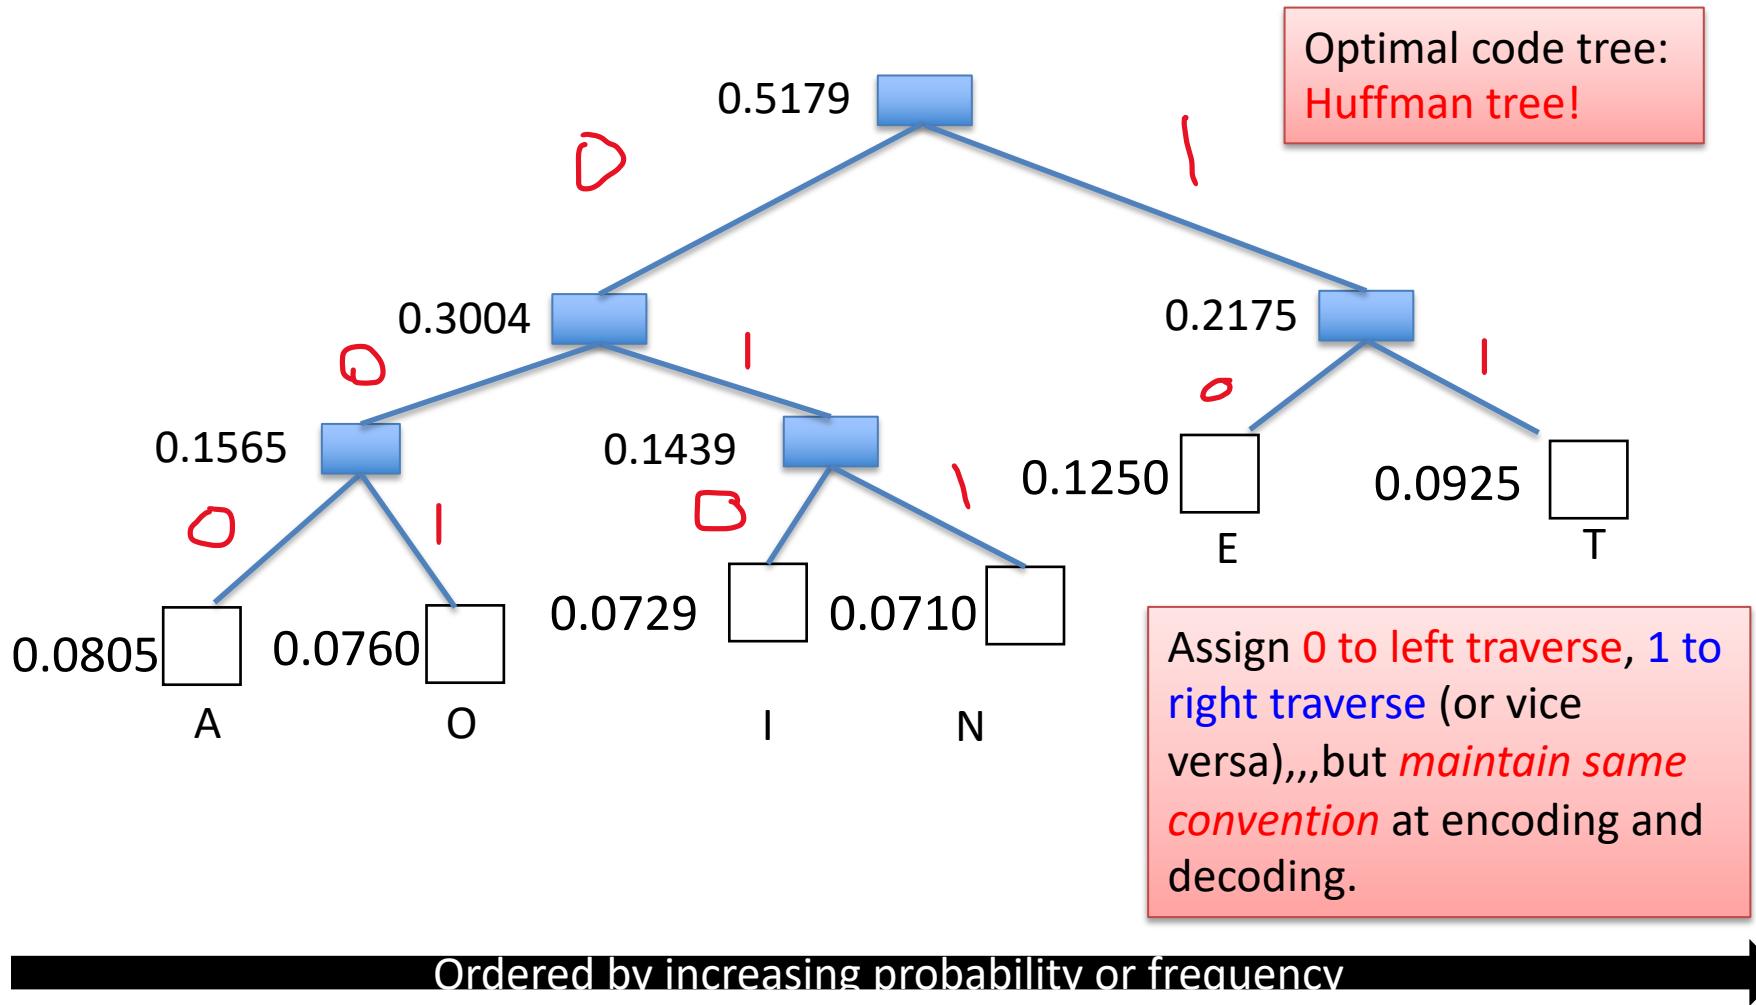 Optimal code tree:
Huffman tree!
0.5179
0
1
0.3004
0.2175
0
1
0
1
0.1565
0.1439
0.1250
0.0925
0
1
0
1
E
T
0.0805
0.0760
0.0729
0.0710
A
O
I
N
Assign 0 to left traverse, 1 to
right traverse (or vice
versa),,,but maintain same
convention at encoding and
decoding.
Ordered by increasing probability or frequency